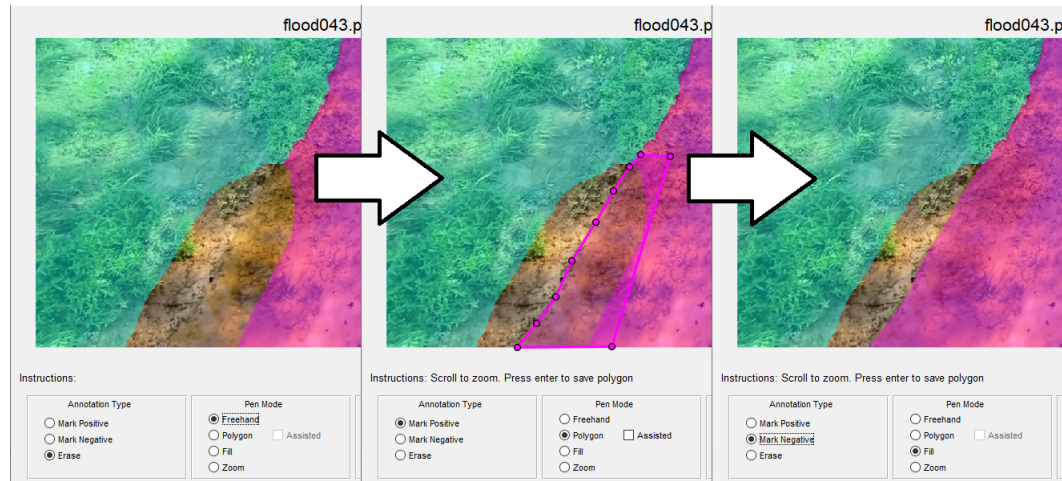 flood043.p
flood043.p
flood043.p
Instructions:
Annotation Type
Mark Positive
Mark Negative
Erase
Pen Mode
Freehand
Polygon Assisted
Fill
Zoom
Instructions: Scroll to zoom. Press enter to save polygon
Annotation Type
Mark Positive
Mark Negative
Erase
Pen Mode
Freehand
Polygon Assisted
Fill
Zoom
Instructions: Scroll to zoom. Press enter to save polygon
Annotation Type
Mark Positive
Mark Negative
Erase
Pen Mode
Freehand
Polygon Assisted
Fill
Zoom